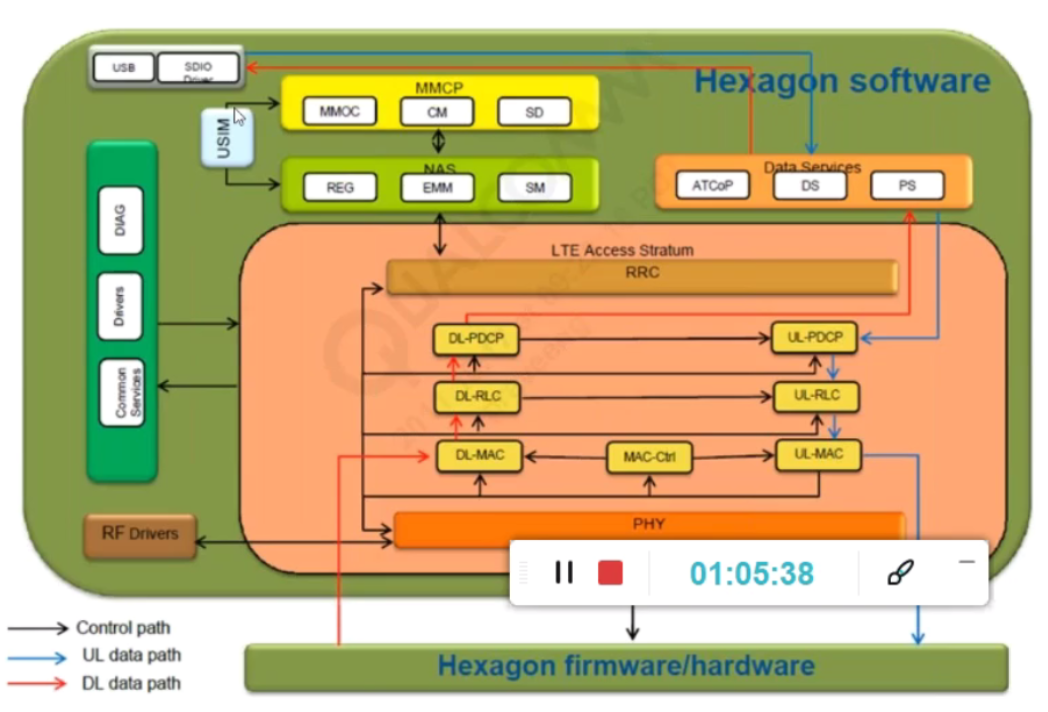 Hexagon software
USB
SDIO
Driver
MMCP
MMOC
CM
SD
USIM
NAS
REG
EMM
SM
Data Services
ATCoP
DS
PS
DIAG
Drivers
Common
Services
LTE Access Stratum
RRC
DL-PDCP
UL-PDCP
DL-RLC
UL-RLC
DL-MAC
MAC-Ctrl
UL-MAC
PHY
RF Drivers
01:05:38
Control path
UL data path
DL data path
Hexagon firmware/hardware